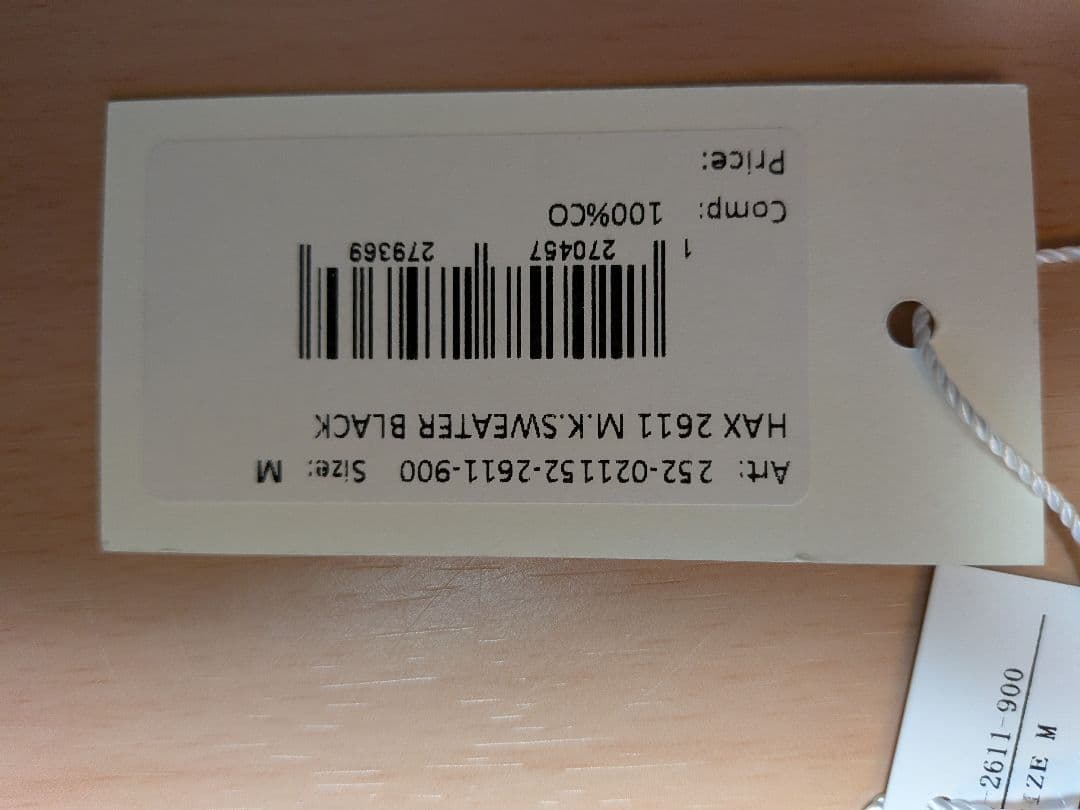 Art: 252-021152-2611-900 Size: M
HAX 2611 M.K.SWEATER BLACK
1 270457 279369
Comp: 100%CO
Price:
-2611-900
IZE M